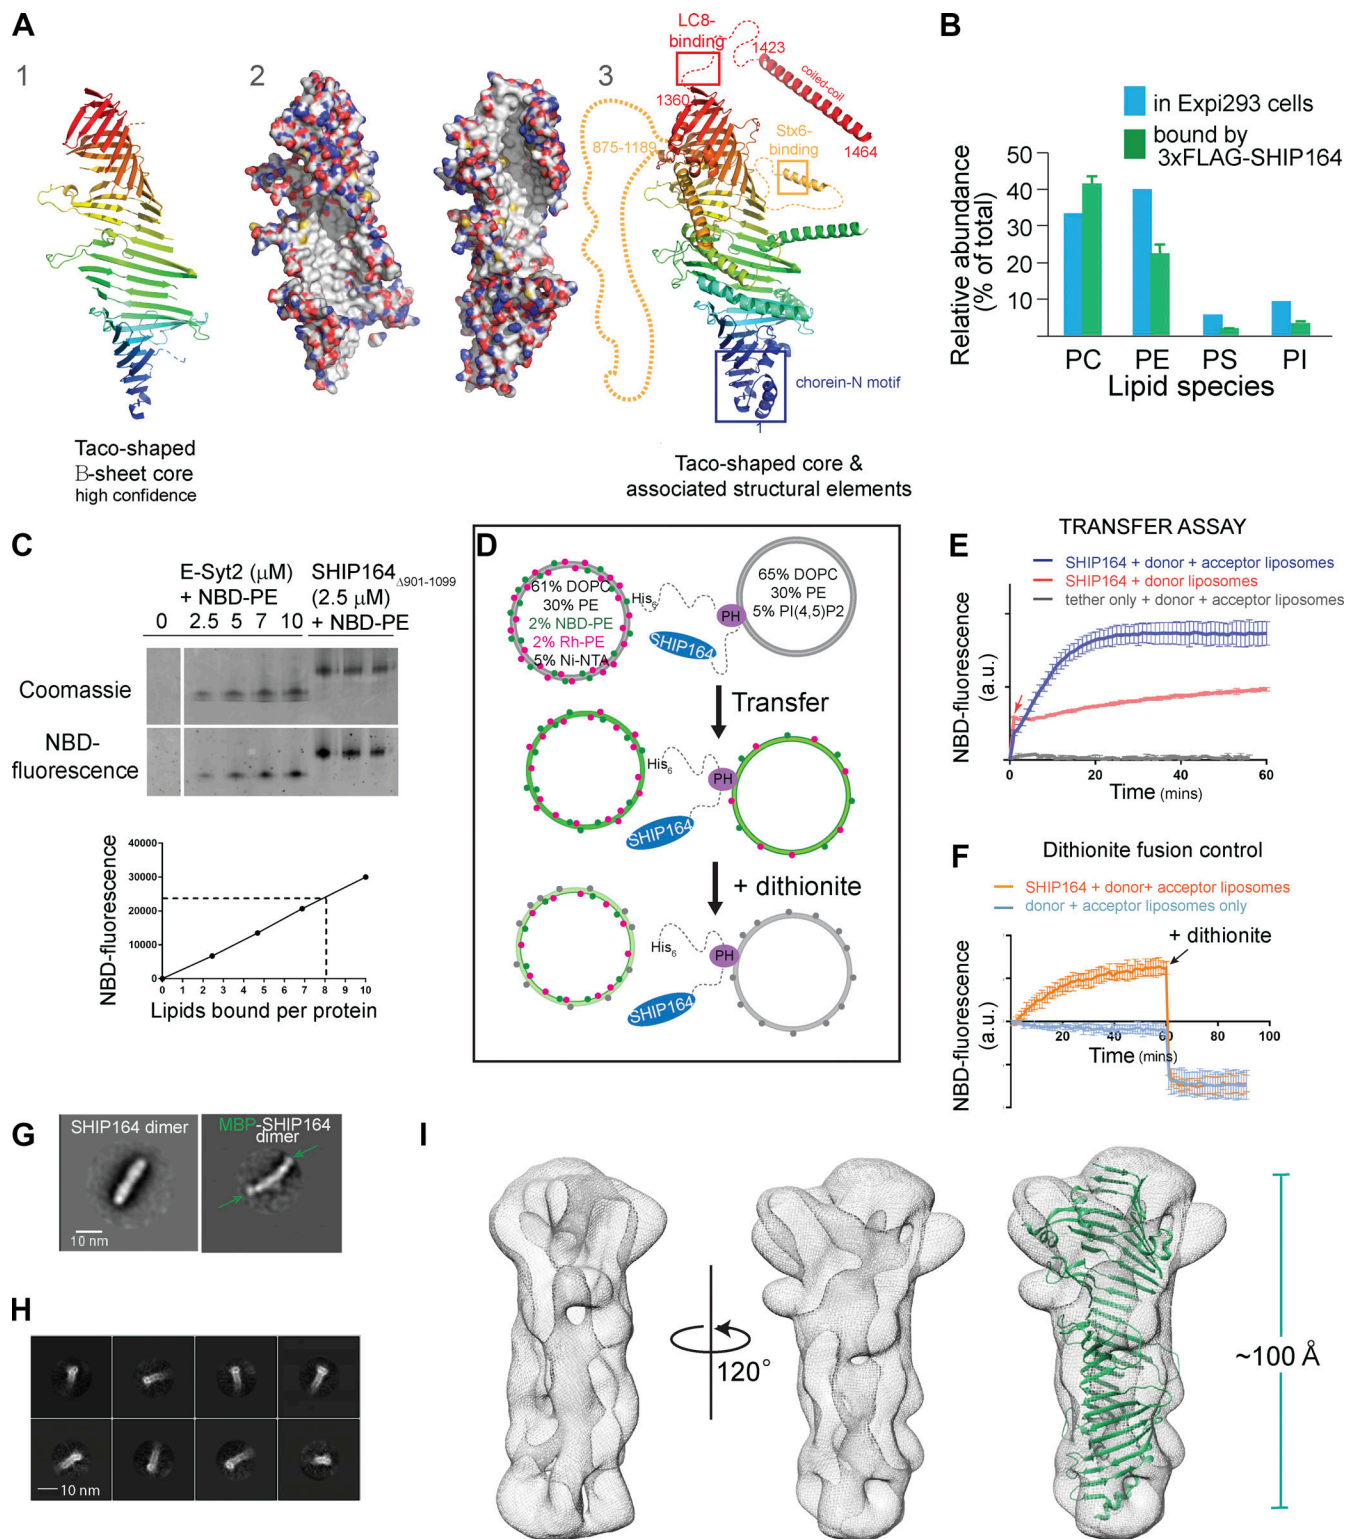 A
1
2
3
LC8-
binding
1423
coiled-coil
1360
1464
875-1189
Stx6-
binding
chorein-N motif
1
Taco-shaped
B-sheet core
high confidence
Taco-shaped core &
associated structural elements
B
in Expi293 cells
bound by
3xFLAG-SHIP164
Relative abundance
(% of total)
50
40
30
20
10
PC PE PS PI
Lipid species
C
E-Syt2 (μM)
+ NBD-PE
0 2.5 5 7 10
SHIP164Δ901-1099
(2.5 μM)
+ NBD-PE
Coomassie
NBD-
fluorescence
NBD-fluorescence
40000
30000
20000
10000
0
0 1 2 3 4 5 6 7 8 9 10
Lipids bound per protein
D
61% DOPC
30% PE
2% NBD-PE
2% Rh-PE
5% Ni-NTA
His6
PH
SHIP164
65% DOPC
30% PE
5% PI(4,5)P2
Transfer
His6
PH
SHIP164
+ dithionite
His6
PH
SHIP164
E
TRANSFER ASSAY
SHIP164 + donor + acceptor liposomes
SHIP164 + donor liposomes
tether only + donor + acceptor liposomes
NBD-fluorescence
(a.u.)
0 20 40 60
Time (mins)
F
Dithionite fusion control
SHIP164 + donor+ acceptor liposomes
donor + acceptor liposomes only
+ dithionite
NBD-fluorescence
(a.u.)
20 40 60 80 100
Time (mins)
G
SHIP164 dimer
10 nm
MBP-SHIP164
dimer
H
10 nm
I
120°
~100 Å